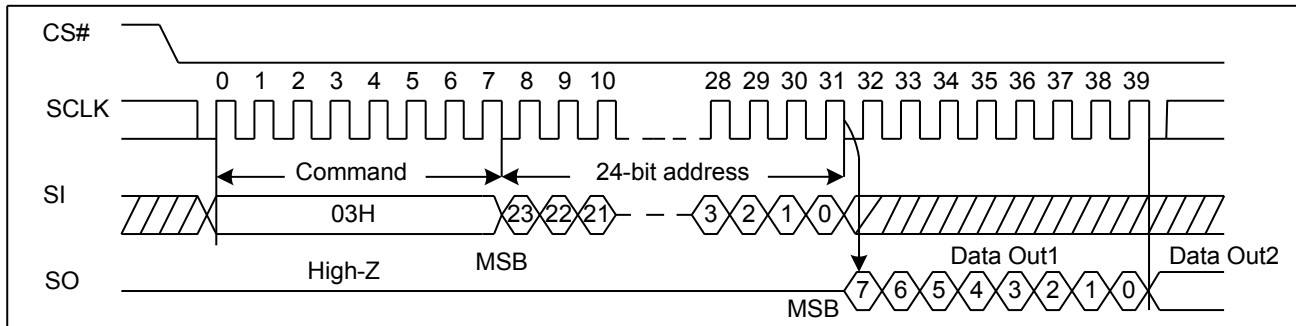 CS#
0 1 2 3 4 5 6 7 8 9 10 28 29 30 31 32 33 34 35 36 37 38 39
SCLK
Command 24-bit address
SI
03H 23 22 21 3 2 1 0
High-Z MSB Data Out1 Data Out2
SO
MSB 7 6 5 4 3 2 1 0